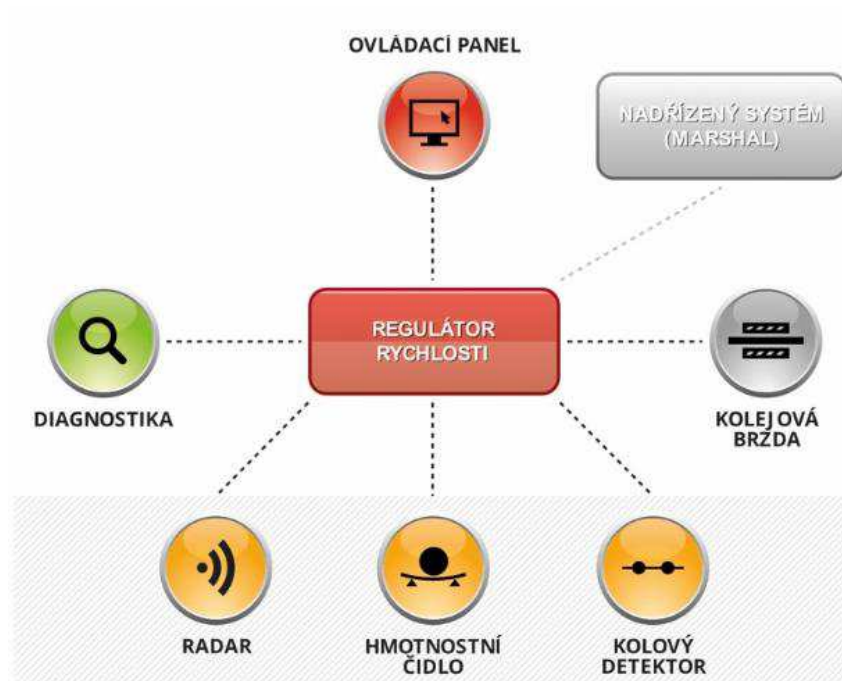 OVLÁDACÍ PANEL
NADŘÍZENÝ SYSTÉM
(MARSHAL)
REGULÁTOR
RYCHLOSTI
DIAGNOSTIKA
KOLEJOVÁ
BRZDA
RADAR
HMOTNOSTNÍ
ČIDLO
KOLOVÝ
DETEKTOR